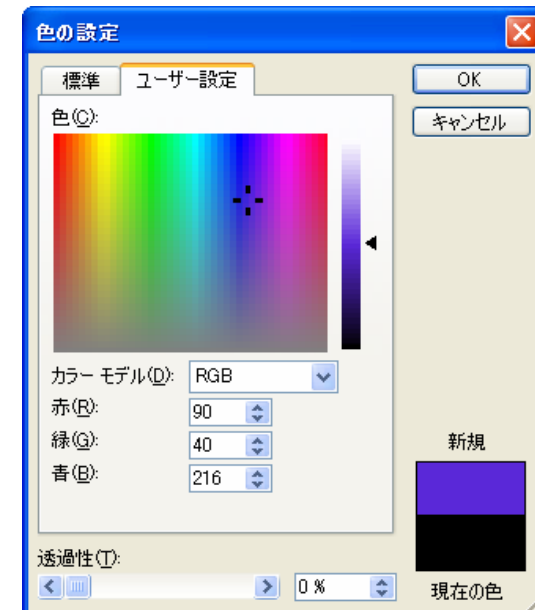 色の設定
標準 ユーザー設定
OK
キャンセル
色(C):
カラー モデル(D): RGB
赤(R): 90
緑(G): 40
青(B): 216
新規
現在の色
透過性(T):
0 %